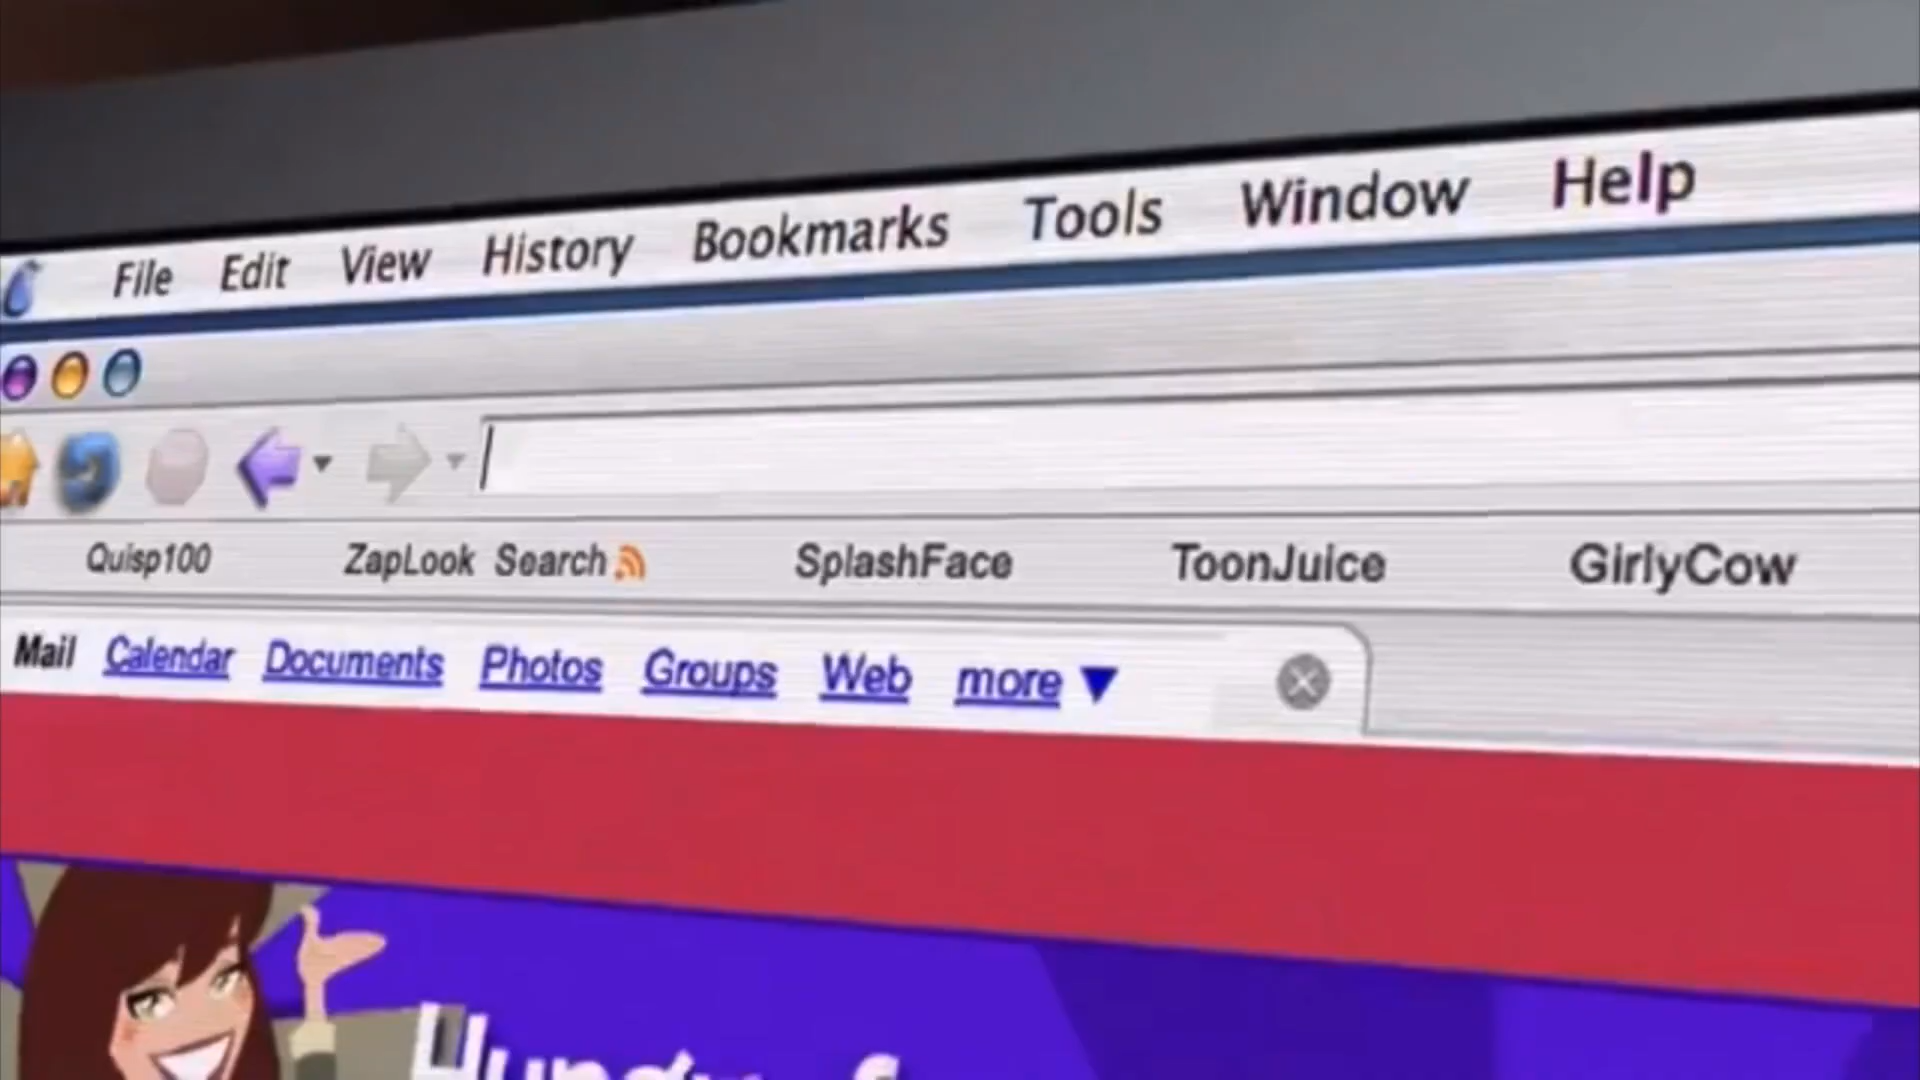 File Edit View History Bookmarks Tools Window Help
Quisp100 ZapLook Search SplashFace ToonJuice GirlyCow
Mail Calendar Documents Photos Groups Web more
Hungry f